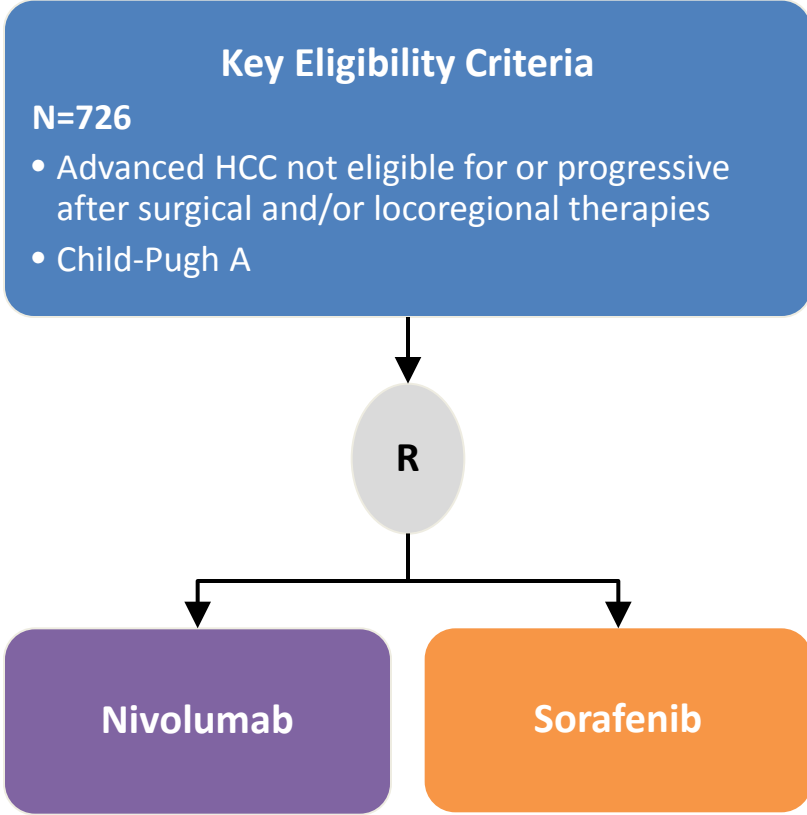 Key Eligibility Criteria
N=726
• Advanced HCC not eligible for or progressive
after surgical and/or locoregional therapies
• Child-Pugh A
R
Nivolumab
Sorafenib